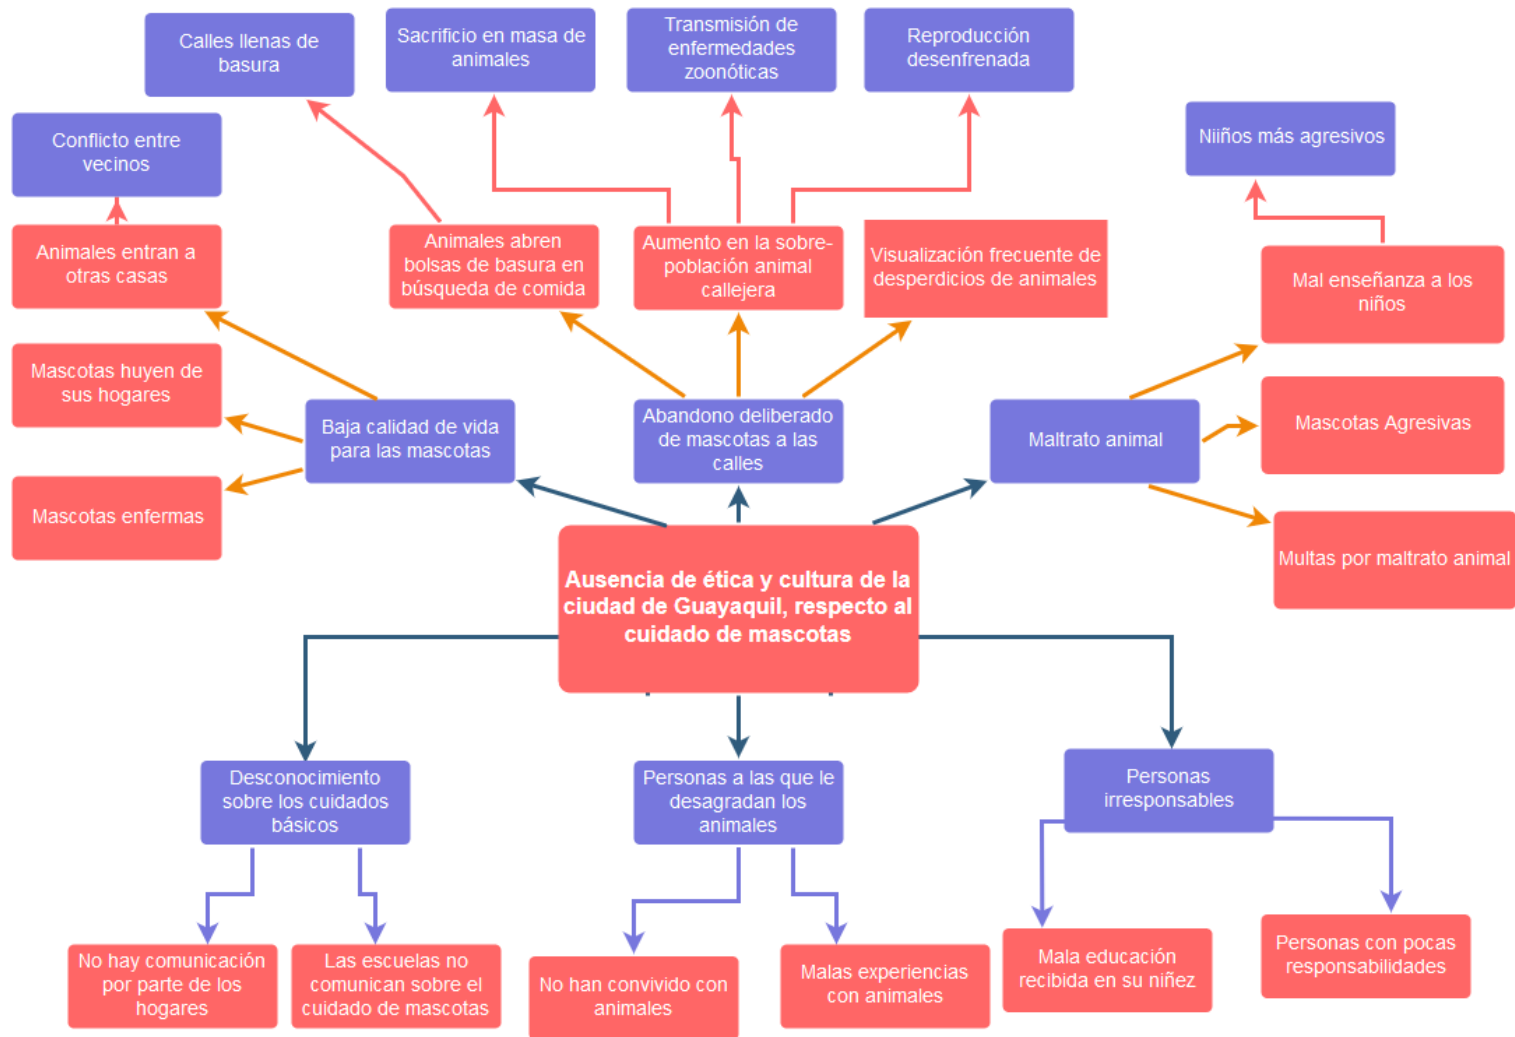 Calles llenas de
basura
Sacrificio en masa de
animales
Transmisión de
enfermedades
zoonóticas
Reproducción
desenfrenada
Conflicto entre
vecinos
Niiños más agresivos
Animales entran a
otras casas
Animales abren
bolsas de basura en
búsqueda de comida
Aumento en la sobre-
población animal
callejera
Visualización frecuente de
desperdicios de animales
Mal enseñanza a los
niños
Mascotas huyen de
sus hogares
Baja calidad de vida
para las mascotas
Abandono deliberado
de mascotas a las
calles
Maltrato animal
Mascotas Agresivas
Mascotas enfermas
Multas por maltrato animal
Ausencia de ética y cultura de la
ciudad de Guayaquil, respecto al
cuidado de mascotas
Desconocimiento
sobre los cuidados
básicos
Personas a las que le
desagradan los
animales
Personas
irresponsables
No hay comunicación
por parte de los
hogares
Las escuelas no
comunican sobre el
cuidado de mascotas
No han convivido con
animales
Malas experiencias
con animales
Mala educación
recibida en su niñez
Personas con pocas
responsabilidades